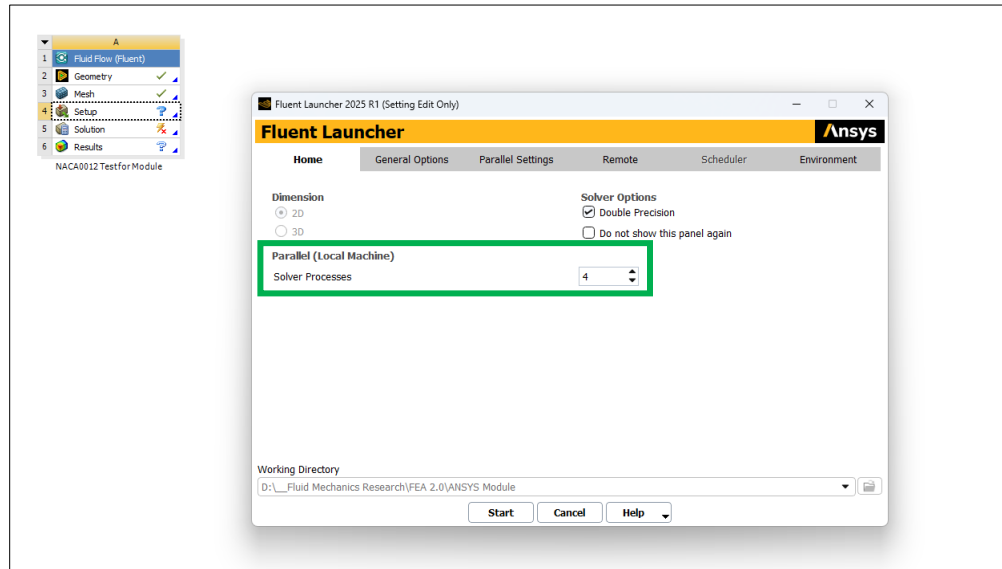 A
1 Fluid Flow (Fluent)
2 Geometry
3 Mesh
4 Setup ?
5 Solution
6 Results ?
NACA0012 Testfor Module
Fluent Launcher 2025 R1 (Setting Edit Only)
Fluent Launcher
Ansys
Home General Options Parallel Settings Remote Scheduler Environment
Dimension
2D
3D
Solver Options
Double Precision
Do not show this panel again
Parallel (Local Machine)
Solver Processes 4
Working Directory
D:\__Fluid Mechanics Research\FEA 2.0\ANSYS Module
Start Cancel Help